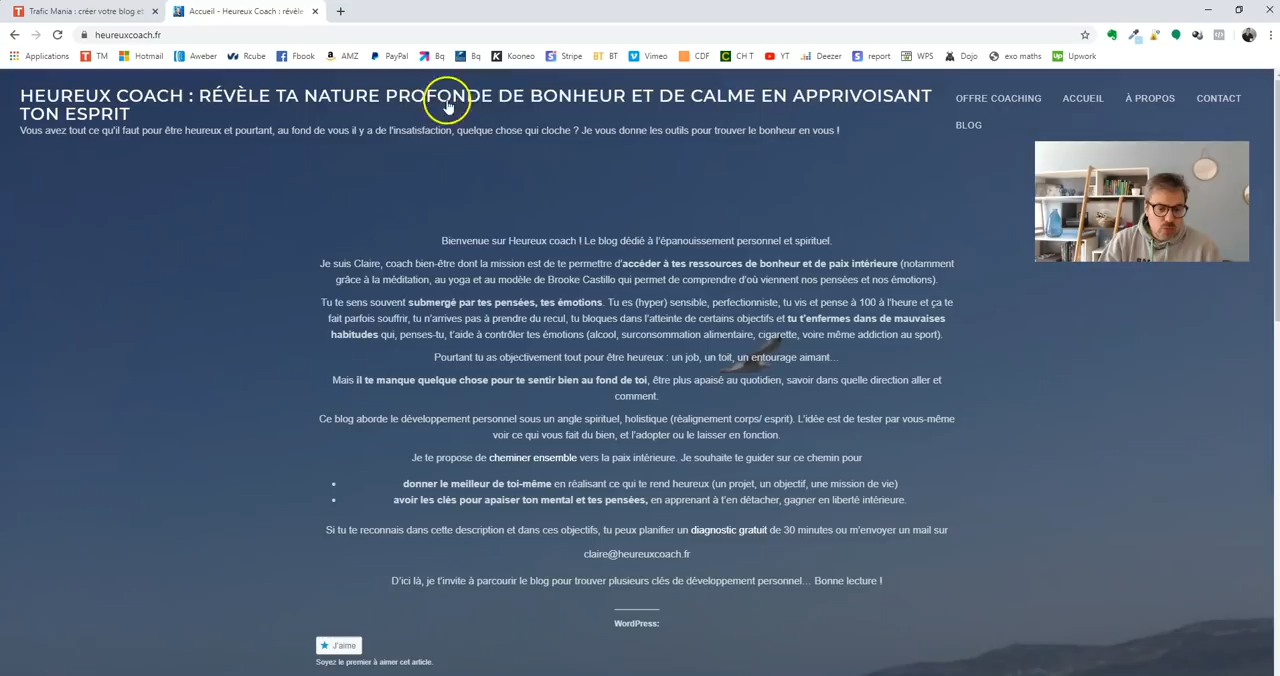 Trafic Mania : créer votre blog et
Accueil - Heureux Coach : révèle
heureuxcoach.fr
Applications TM Hotmail Aweber Rcube Fbook AMZ PayPal Bq Bq Kooneo Stripe BT Vimeo CDF CH T YT Deezer report WPS Dojo exo maths Upwork
HEUREUX COACH : RÉVÈLE TA NATURE PROFONDE DE BONHEUR ET DE CALME EN APPRIVOISANT
TON ESPRIT
Vous avez tout ce qu'il faut pour être heureux et pourtant, au fond de vous il y a de l'insatisfaction, quelque chose qui cloche ? Je vous donne les outils pour trouver le bonheur en vous !
OFFRE COACHING ACCUEIL À PROPOS CONTACT
BLOG
Bienvenue sur Heureux coach ! Le blog dédié à l'épanouissement personnel et spirituel.
Je suis Claire, coach bien-être dont la mission est de te permettre d'accéder à tes ressources de bonheur et de paix intérieure (notamment
grâce à la méditation, au yoga et au modèle de Brooke Castillo qui permet de comprendre d'où viennent nos pensées et nos émotions).
Tu te sens souvent submergé par tes pensées, tes émotions. Tu es (hyper) sensible, perfectionniste, tu vis et pense à 100 à l'heure et ça te
fait parfois souffrir, tu n'arrives pas à prendre du recul, tu bloques dans l'atteinte de certains objectifs et tu t'enfermes dans de mauvaises
habitudes qui, penses-tu, t'aide à contrôler tes émotions (alcool, surconsommation alimentaire, cigarette, voire même addiction au sport).
Pourtant tu as objectivement tout pour être heureux : un job, un toit, un entourage aimant…
Mais il te manque quelque chose pour te sentir bien au fond de toi, être plus apaisé au quotidien, savoir dans quelle direction aller et
comment.
Ce blog aborde le développement personnel sous un angle spirituel, holistique (réalignement corps/ esprit). L'idée est de tester par vous-même
voir ce qui vous fait du bien, et l'adopter ou le laisser en fonction.
Je te propose de cheminer ensemble vers la paix intérieure. Je souhaite te guider sur ce chemin pour
• donner le meilleur de toi-même en réalisant ce qui te rend heureux (un projet, un objectif, une mission de vie)
• avoir les clés pour apaiser ton mental et tes pensées, en apprenant à t'en détacher, gagner en liberté intérieure.
Si tu te reconnais dans cette description et dans ces objectifs, tu peux planifier un diagnostic gratuit de 30 minutes ou m'envoyer un mail sur
claire@heureuxcoach.fr
D'ici là, je t'invite à parcourir le blog pour trouver plusieurs clés de développement personnel… Bonne lecture !
WordPress:
J'aime
Soyez le premier à aimer cet article.